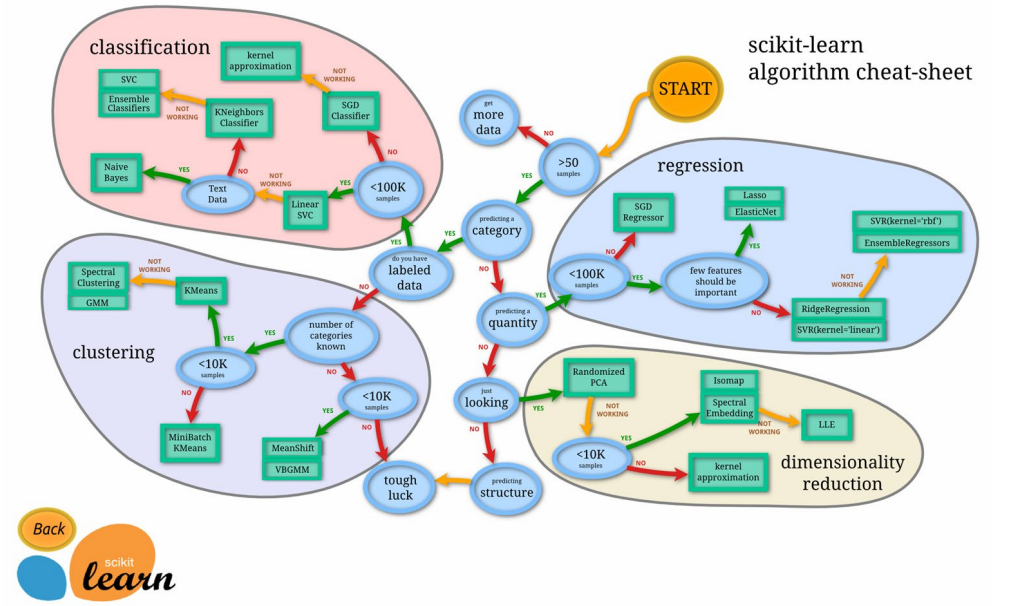 scikit-learn
algorithm cheat-sheet
START
classification
kernel
approximation
NOT
WORKING
SVC
Ensemble
Classifiers
NOT
WORKING
KNeighbors
Classifier
SGD
Classifier
NO
Naive
Bayes
YES
Text
Data
NO
NOT
WORKING
Linear
SVC
YES
<100K
samples
get
more
data
NO
>50
samples
YES
predicting a
category
YES
NO
do you have
labeled
data
YES
NO
regression
SGD
Regressor
NO
Lasso
ElasticNet
YES
SVR(kernel='rbf')
EnsembleRegressors
<100K
samples
YES
few features
should be
important
NOT
WORKING
NO
RidgeRegression
SVR(kernel='linear')
predicting a
quantity
YES
NO
clustering
Spectral
Clustering
GMM
NOT
WORKING
KMeans
YES
number of
categories
known
YES
NO
<10K
samples
NO
MiniBatch
KMeans
<10K
samples
YES
NO
MeanShift
VBGMM
tough
luck
just
looking
YES
NO
predicting
structure
Randomized
PCA
NOT
WORKING
<10K
samples
YES
NO
Isomap
Spectral
Embedding
NOT
WORKING
LLE
kernel
approximation
dimensionality
reduction
Back
scikit
learn